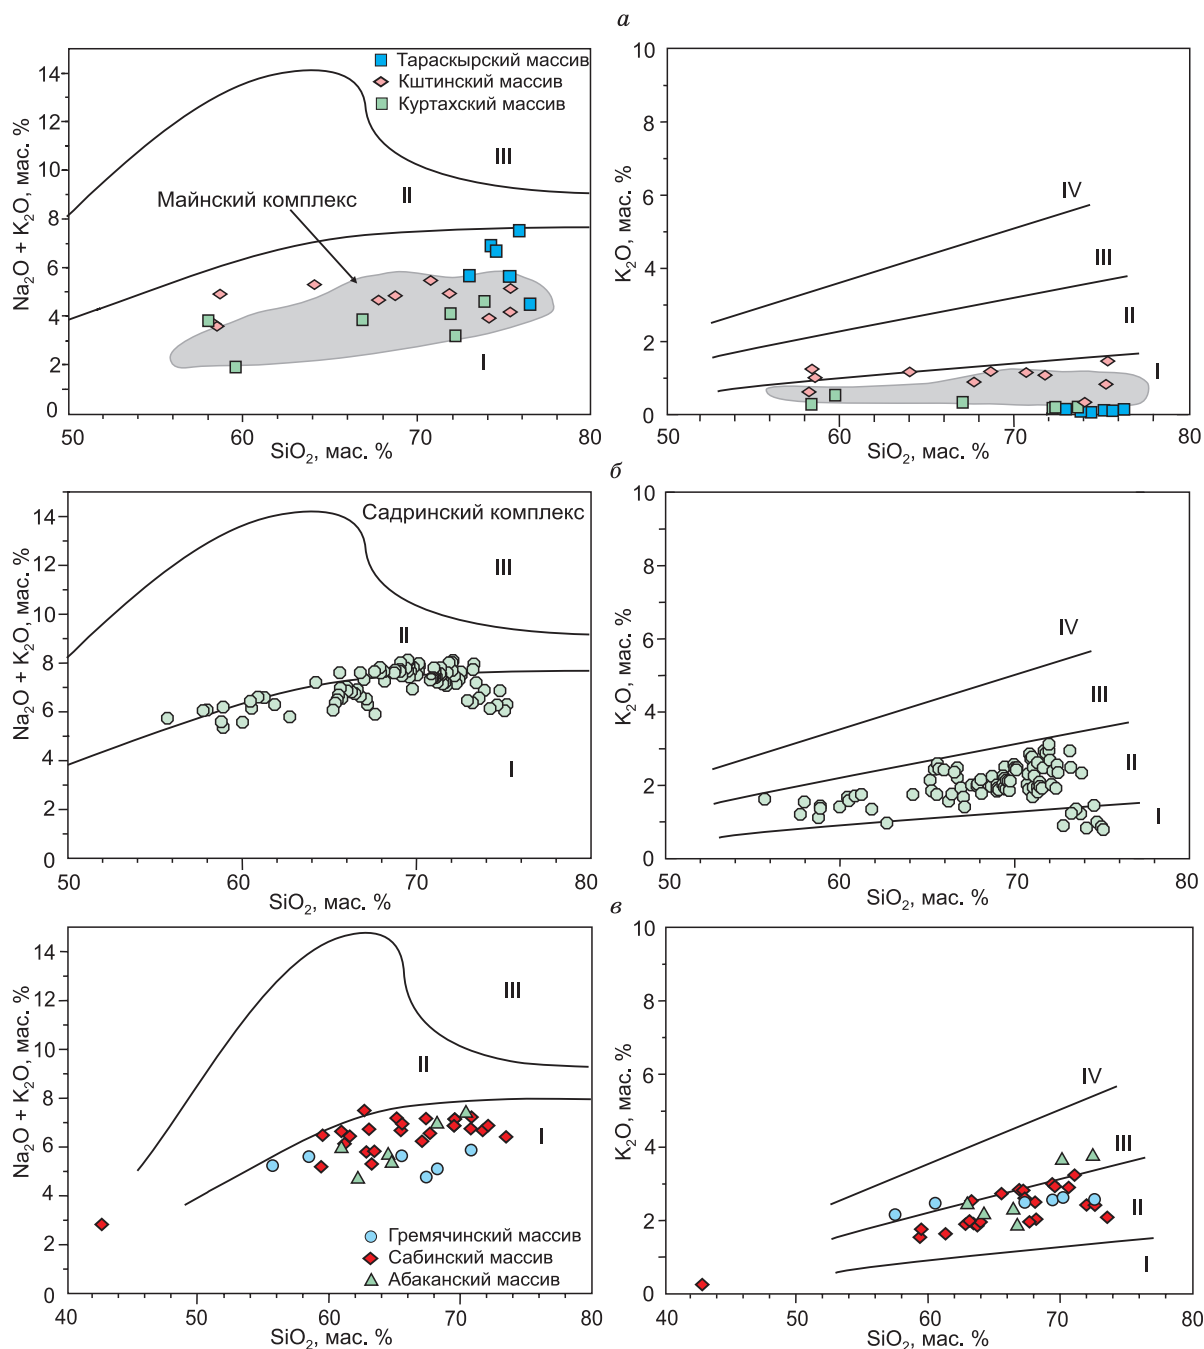 а
Na₂O + K₂O, мас. %
14
12
10
8
6
4
2
0
Тараскырский массив
Кштинский массив
Куртахский массив
III
II
Майнский комплекс
I
50 60 70 80
SiO₂, мас. %
K₂O, мас. %
10
8
6
4
2
0
IV
III
II
I
50 60 70 80
SiO₂, мас. %
б
Na₂O + K₂O, мас. %
14
12
10
8
6
4
2
0
Садринский комплекс
III
II
I
50 60 70 80
SiO₂, мас. %
K₂O, мас. %
10
8
6
4
2
0
IV
III
II
I
50 60 70 80
SiO₂, мас. %
в
Na₂O + K₂O, мас. %
14
12
10
8
6
4
2
0
III
II
I
Гремячинский массив
Сабинский массив
Абаканский массив
40 50 60 70 80
SiO₂, мас. %
K₂O, мас. %
10
8
6
4
2
0
IV
III
II
I
40 50 60 70 80
SiO₂, мас. %